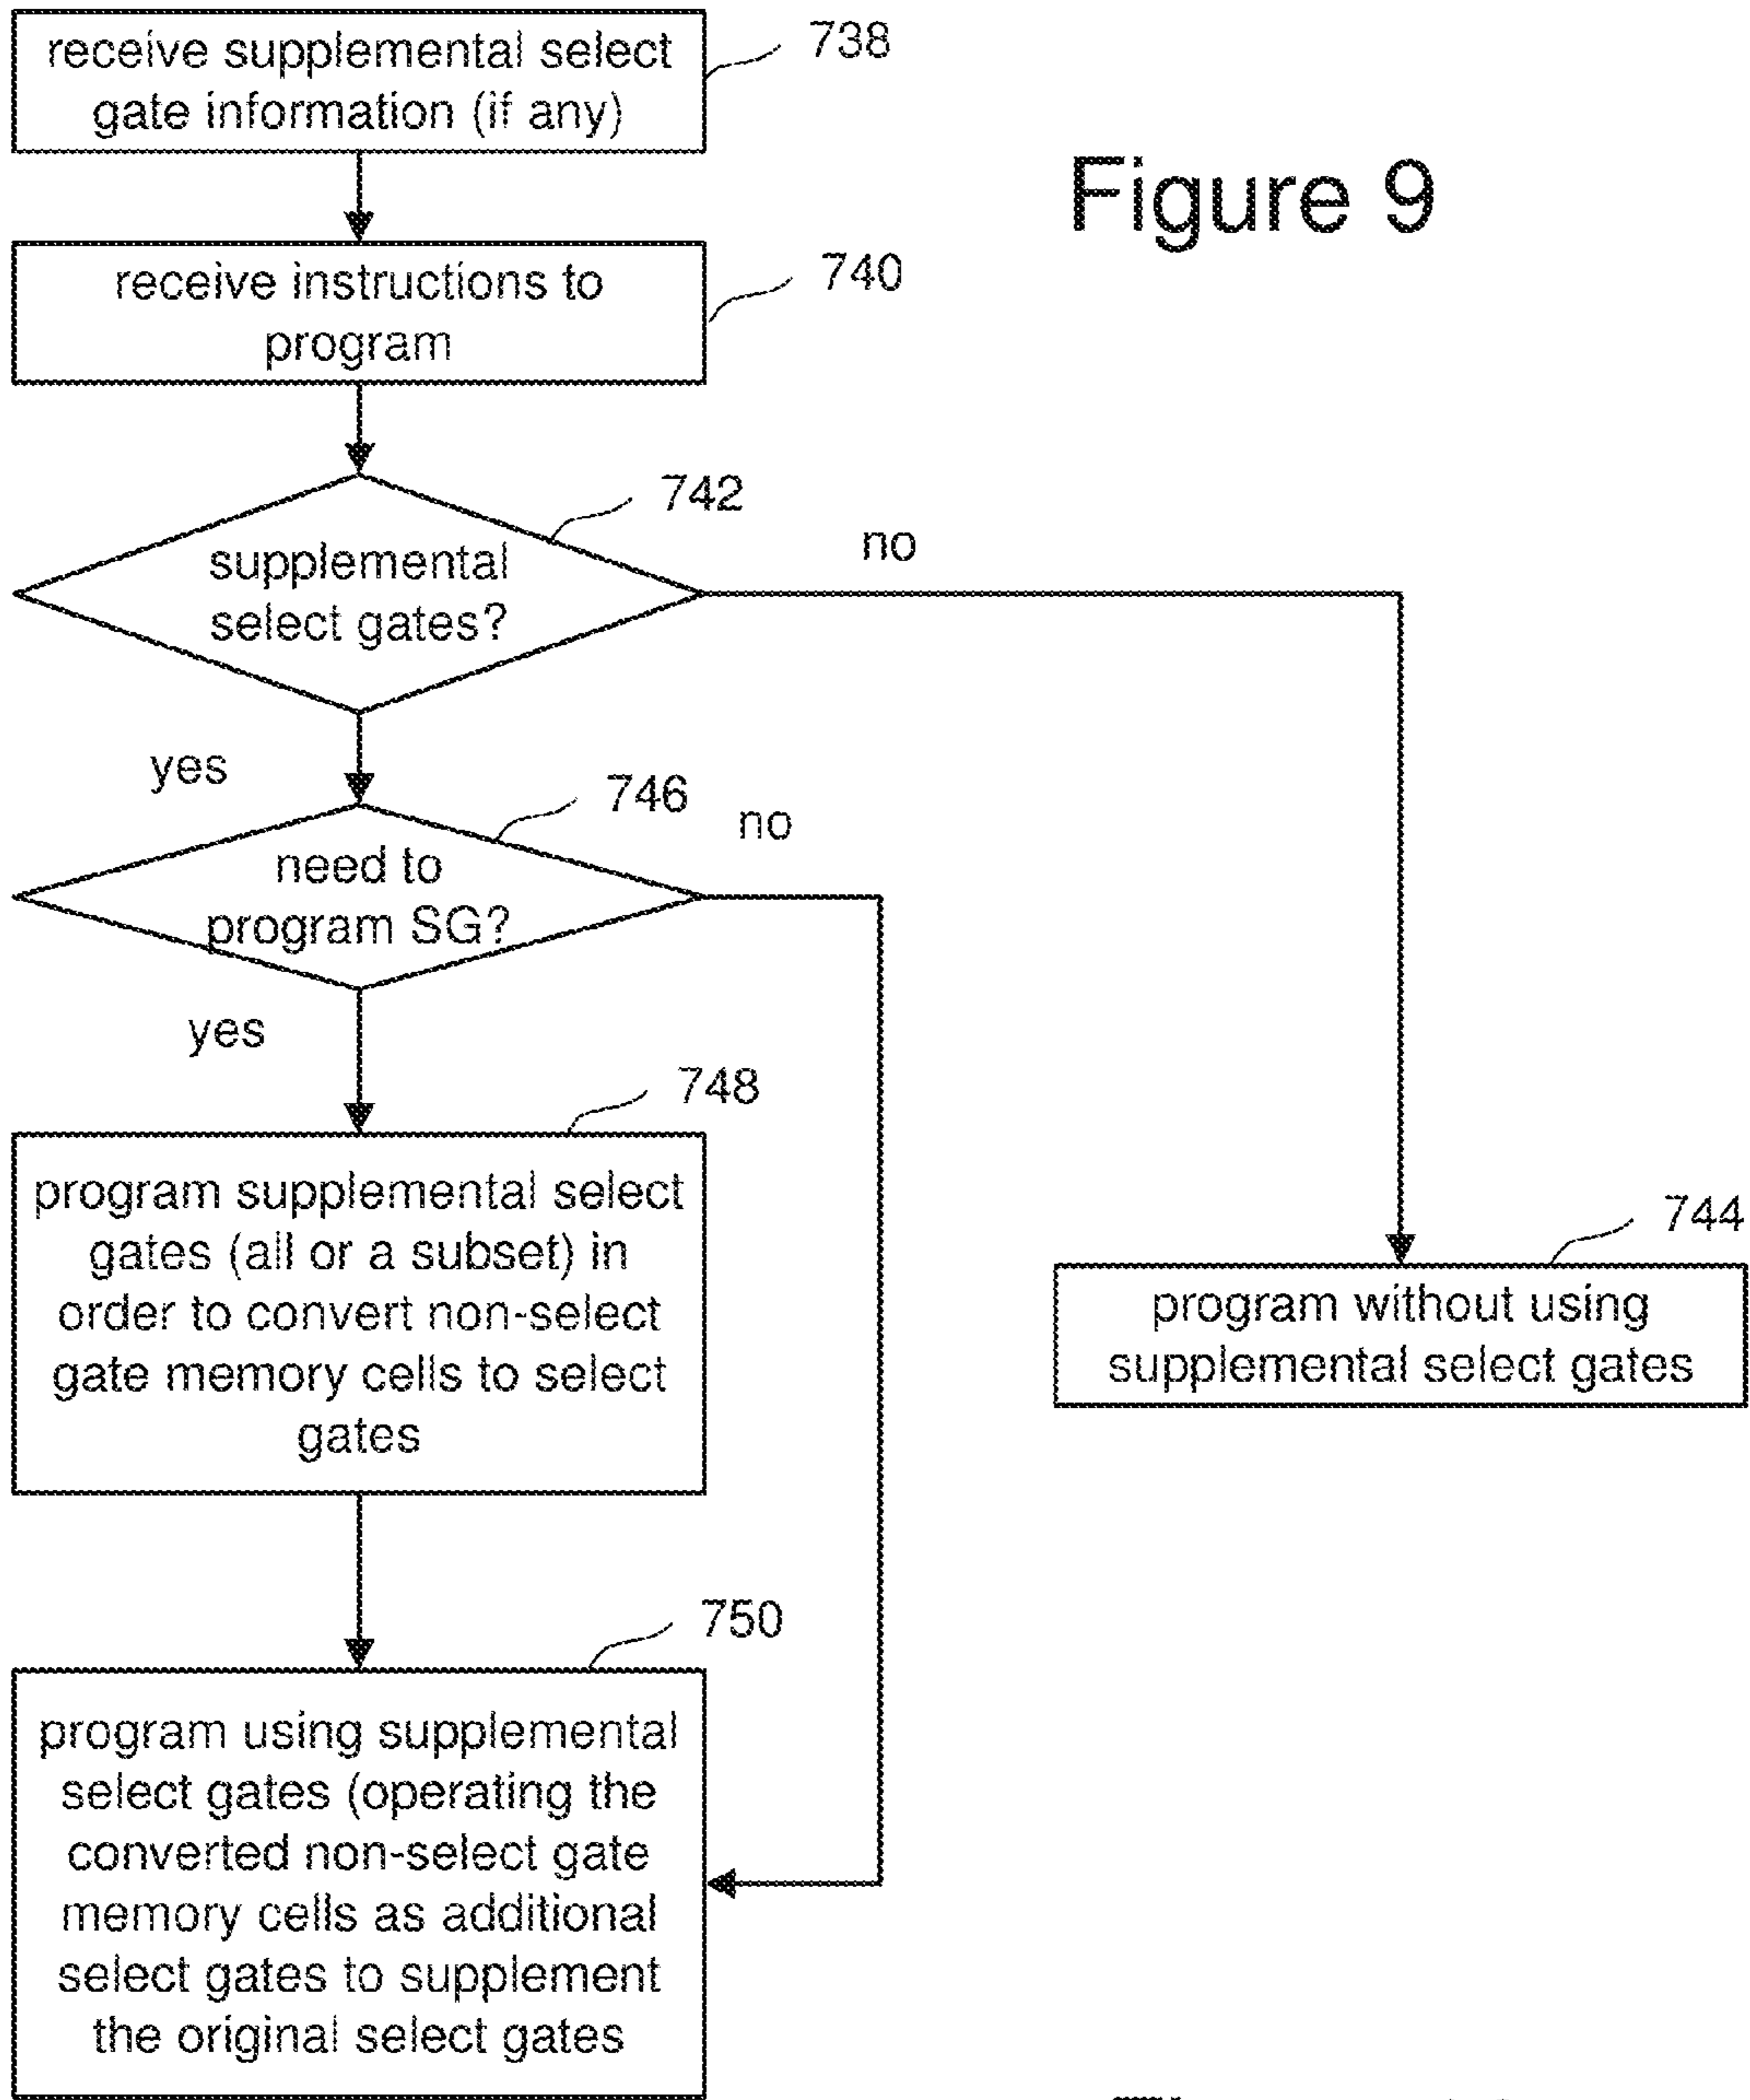 receive supplemental select
gate information (if any)
738
Figure 9
receive instructions to
program
740
742
supplemental
select gates?
no
yes
746
need to
program SG?
no
yes
748
program supplemental select
gates (all or a subset) in
order to convert non-select
gate memory cells to select
gates
744
program without using
supplemental select gates
750
program using supplemental
select gates (operating the
converted non-select gate
memory cells as additional
select gates to supplement
the original select gates